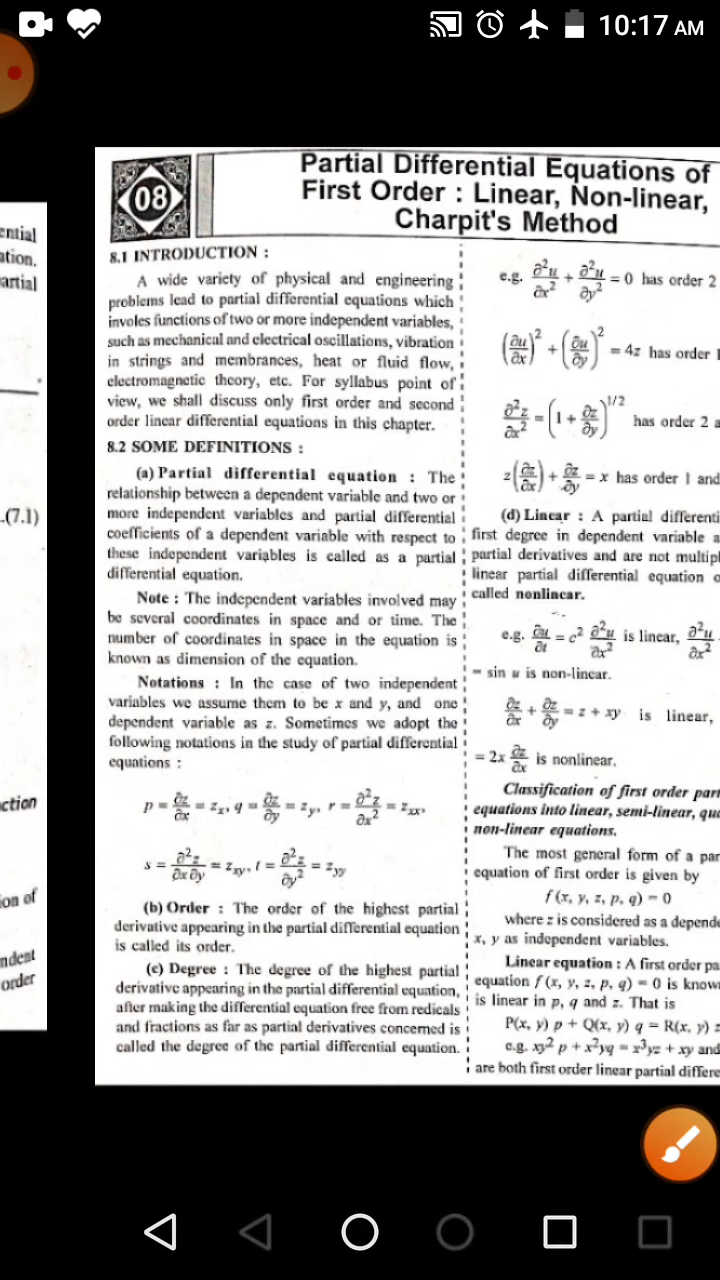 10:17 AM
ential
ation.
artial
.(7.1)
ction
ion of
ndent
order
08
Partial Differential Equations of
First Order : Linear, Non-linear,
Charpit's Method
8.1 INTRODUCTION :
A wide variety of physical and engineering
problems lead to partial differential equations which
involes functions of two or more independent variables,
such as mechanical and electrical oscillations, vibration
in strings and membrances, heat or fluid flow,
electromagnetic theory, etc. For syllabus point of
view, we shall discuss only first order and second
order linear differential equations in this chapter.
8.2 SOME DEFINITIONS :
(a) Partial differential equation : The
relationship between a dependent variable and two or
more independent variables and partial differential
coefficients of a dependent variable with respect to
these independent variables is called as a partial
differential equation.
Note : The independent variables involved may
be several coordinates in space and or time. The
number of coordinates in space in the equation is
known as dimension of the equation.
Notations : In the case of two independent
variables we assume them to be x and y, and one
dependent variable as z. Sometimes we adopt the
following notations in the study of partial differential
equations :
p = ∂z/∂x = zₓ, q = ∂z/∂y = z_y, r = ∂²z/∂x² = z_xx,
s = ∂²z/∂x∂y = z_xy, t = ∂²z/∂y² = z_yy
(b) Order : The order of the highest partial
derivative appearing in the partial differential equation
is called its order.
(c) Degree : The degree of the highest partial
derivative appearing in the partial differential equation,
after making the differential equation free from redicals
and fractions as far as partial derivatives concerned is
called the degree of the partial differential equation.
e.g. ∂²u/∂x² + ∂²u/∂y² = 0 has order 2
(∂u/∂x)² + (∂u/∂y)² = 4z has order 1
∂²z/∂x² = (1 + ∂z/∂y)^1/2 has order 2 a
z(∂z/∂x) + ∂z/∂y = x has order 1 and
(d) Linear : A partial differenti
first degree in dependent variable a
partial derivatives and are not multipl
linear partial differential equation o
called nonlinear.
e.g. ∂u/∂t = c² ∂²u/∂x² is linear, ∂²u/∂x²
= sin u is non-linear.
∂z/∂x + ∂z/∂y = z + xy is linear,
= 2x ∂z/∂x is nonlinear.
Classification of first order part
equations into linear, semi-linear, qua
non-linear equations.
The most general form of a par
equation of first order is given by
f (x, y, z, p, q) = 0
where z is considered as a depende
x, y as independent variables.
Linear equation : A first order pa
equation f (x, y, z, p, q) = 0 is known
is linear in p, q and z. That is
P(x, y) p + Q(x, y) q = R(x, y) z
e.g. xy² p + x²yq = x³yz + xy and
are both first order linear partial differe